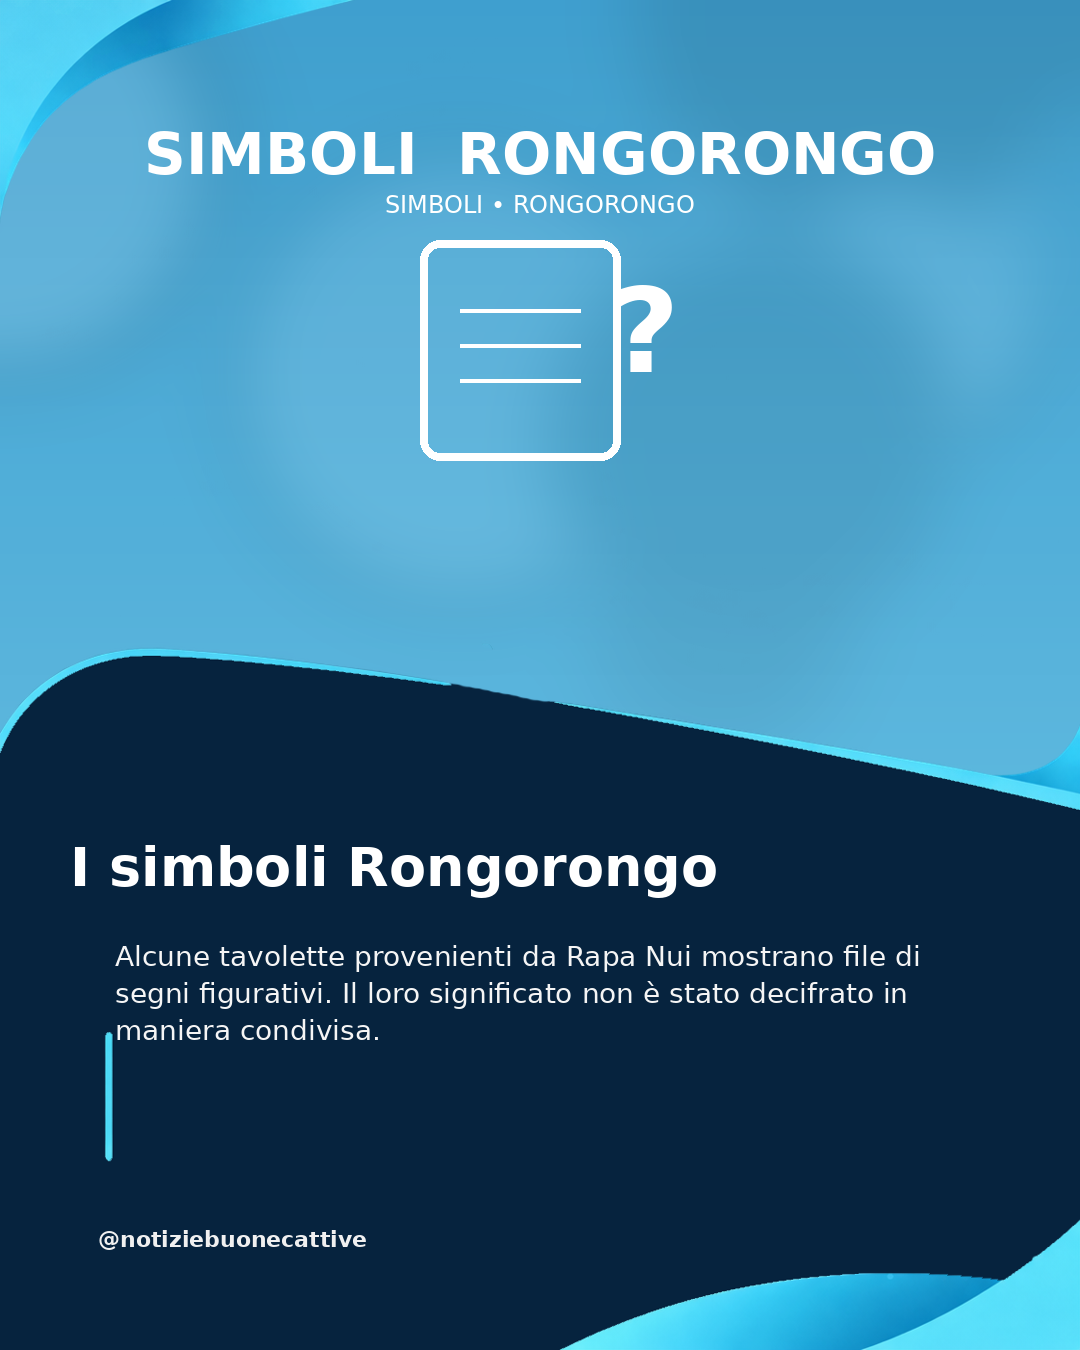 SIMBOLI RONGORONGO
SIMBOLI • RONGORONGO
?
I simboli Rongorongo
Alcune tavolette provenienti da Rapa Nui mostrano file di
segni figurativi. Il loro significato non è stato decifrato in
maniera condivisa.
@notiziebuonecattive